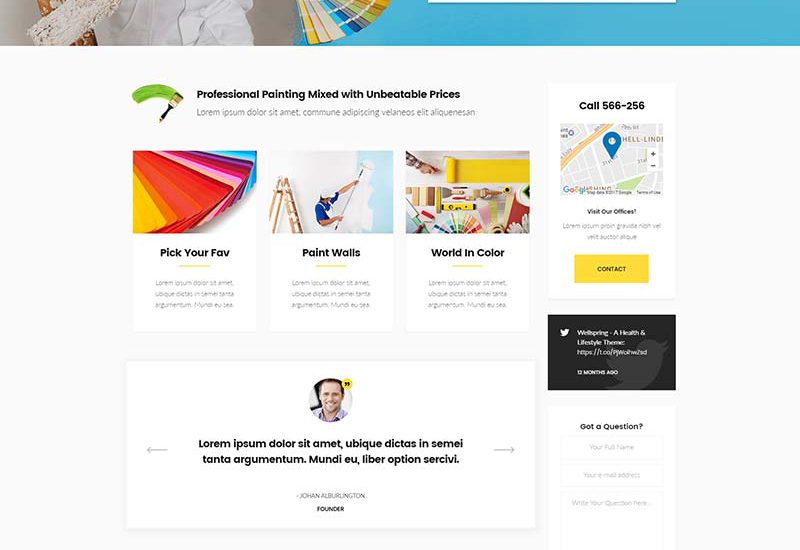 Professional Painting Mixed with Unbeatable Prices
Lorem ipsum dolor sit amet, commune adipiscing velaneos elit aliquenesan
Pick Your Fav
Lorem ipsum dolor sit amet,
ubique dictas in semei tanta
argumentum. Mundi eu sea.
Paint Walls
Lorem ipsum dolor sit amet,
ubique dictas in semei tanta
argumentum. Mundi eu sea.
World In Color
Lorem ipsum dolor sit amet,
ubique dictas in semei tanta
argumentum. Mundi eu sea.
Lorem ipsum dolor sit amet, ubique dictas in semei
tanta argumentum. Mundi eu, liber option sercivi.
- JOHAN ALBURLINGTON
FOUNDER
Call 566-256
HELL-LINDE
Google
Map data ©2017 Google
Terms of Use
Visit Our Offices!
Lorem ipsum proin gravida nibh vel
velit auctor alique
CONTACT
Wellspring - A Health &
Lifestyle Theme:
https://t.co/PjWoihwZsd
12 MONTHS AGO
Got a Question?
Your Full Name
Your e-mail address
Write Your Question here...